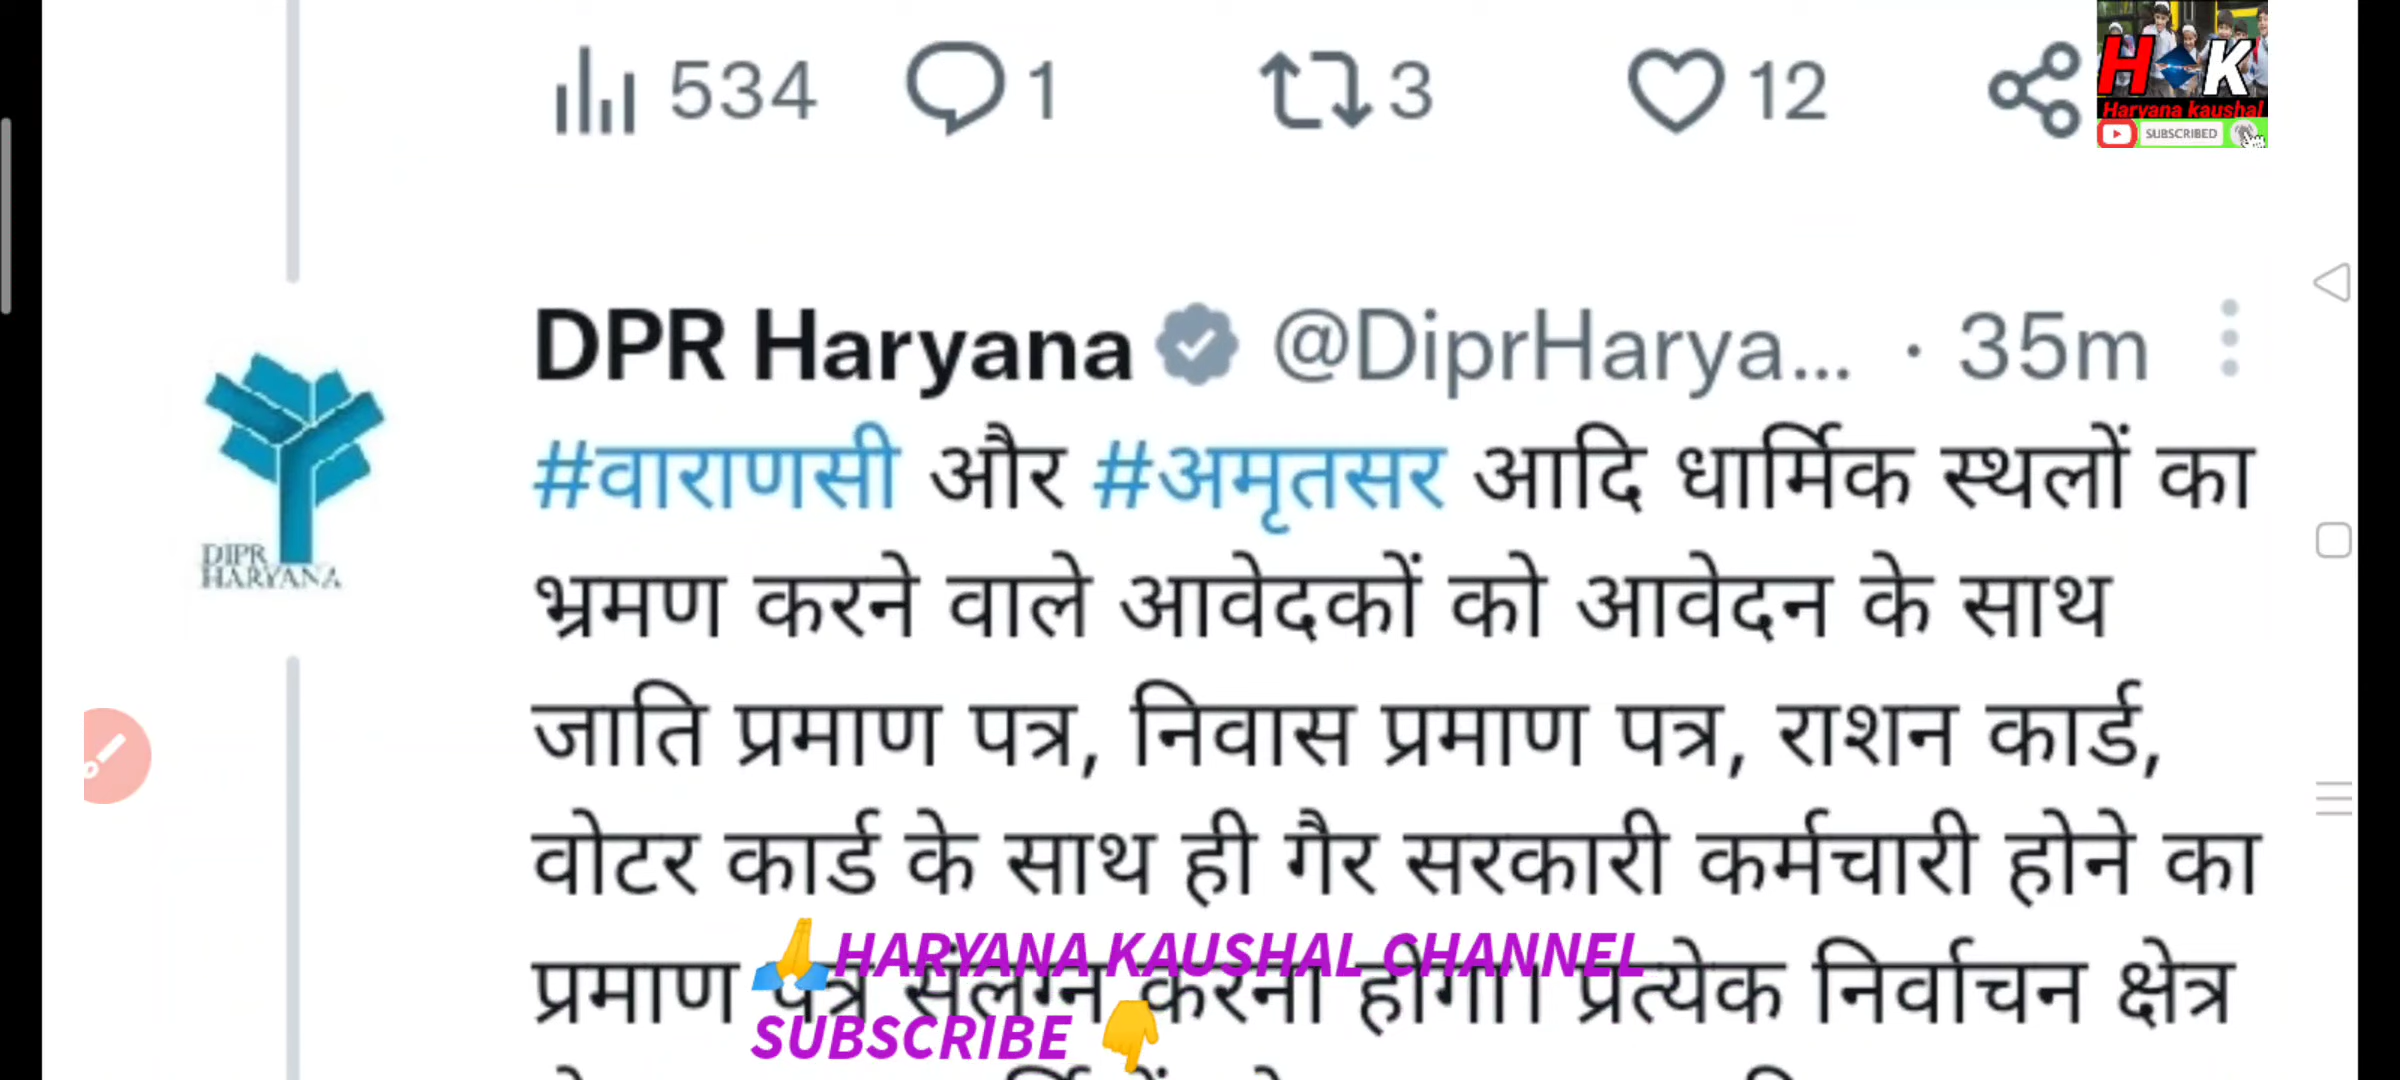 534 1 3 12
H K
Haryana kaushal
SUBSCRIBED
DPR Haryana @DiprHarya... · 35m
DIPR
HARYANA
#वाराणसी और #अमृतसर आदि धार्मिक स्थलों का
भ्रमण करने वाले आवेदकों को आवेदन के साथ
जाति प्रमाण पत्र, निवास प्रमाण पत्र, राशन कार्ड,
वोटर कार्ड के साथ ही गैर सरकारी कर्मचारी होने का
प्रमाण पत्र संलग्न करना होगा। प्रत्येक निर्वाचन क्षेत्र
🙏HARYANA KAUSHAL CHANNEL
SUBSCRIBE 👇